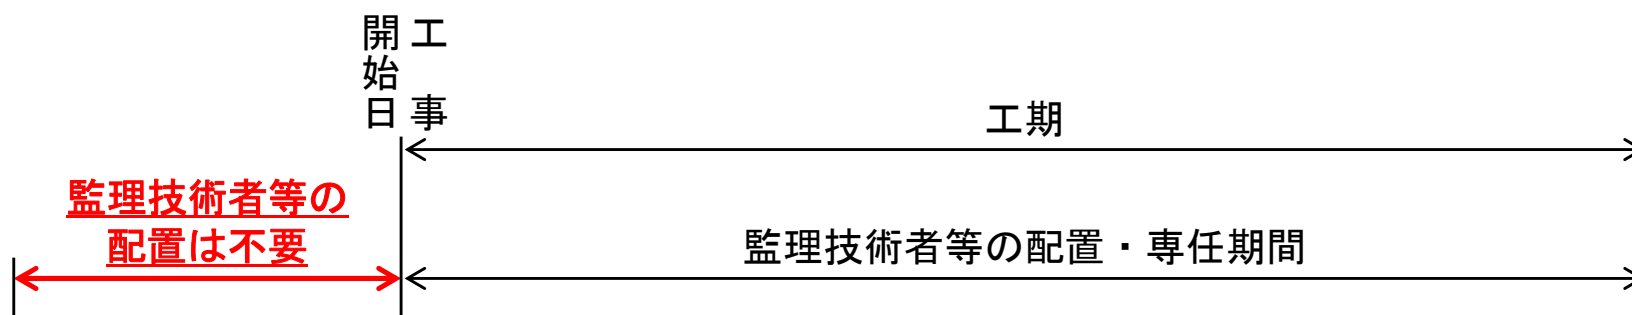 工事
開始日
工期
監理技術者等の
配置は不要
監理技術者等の配置・専任期間